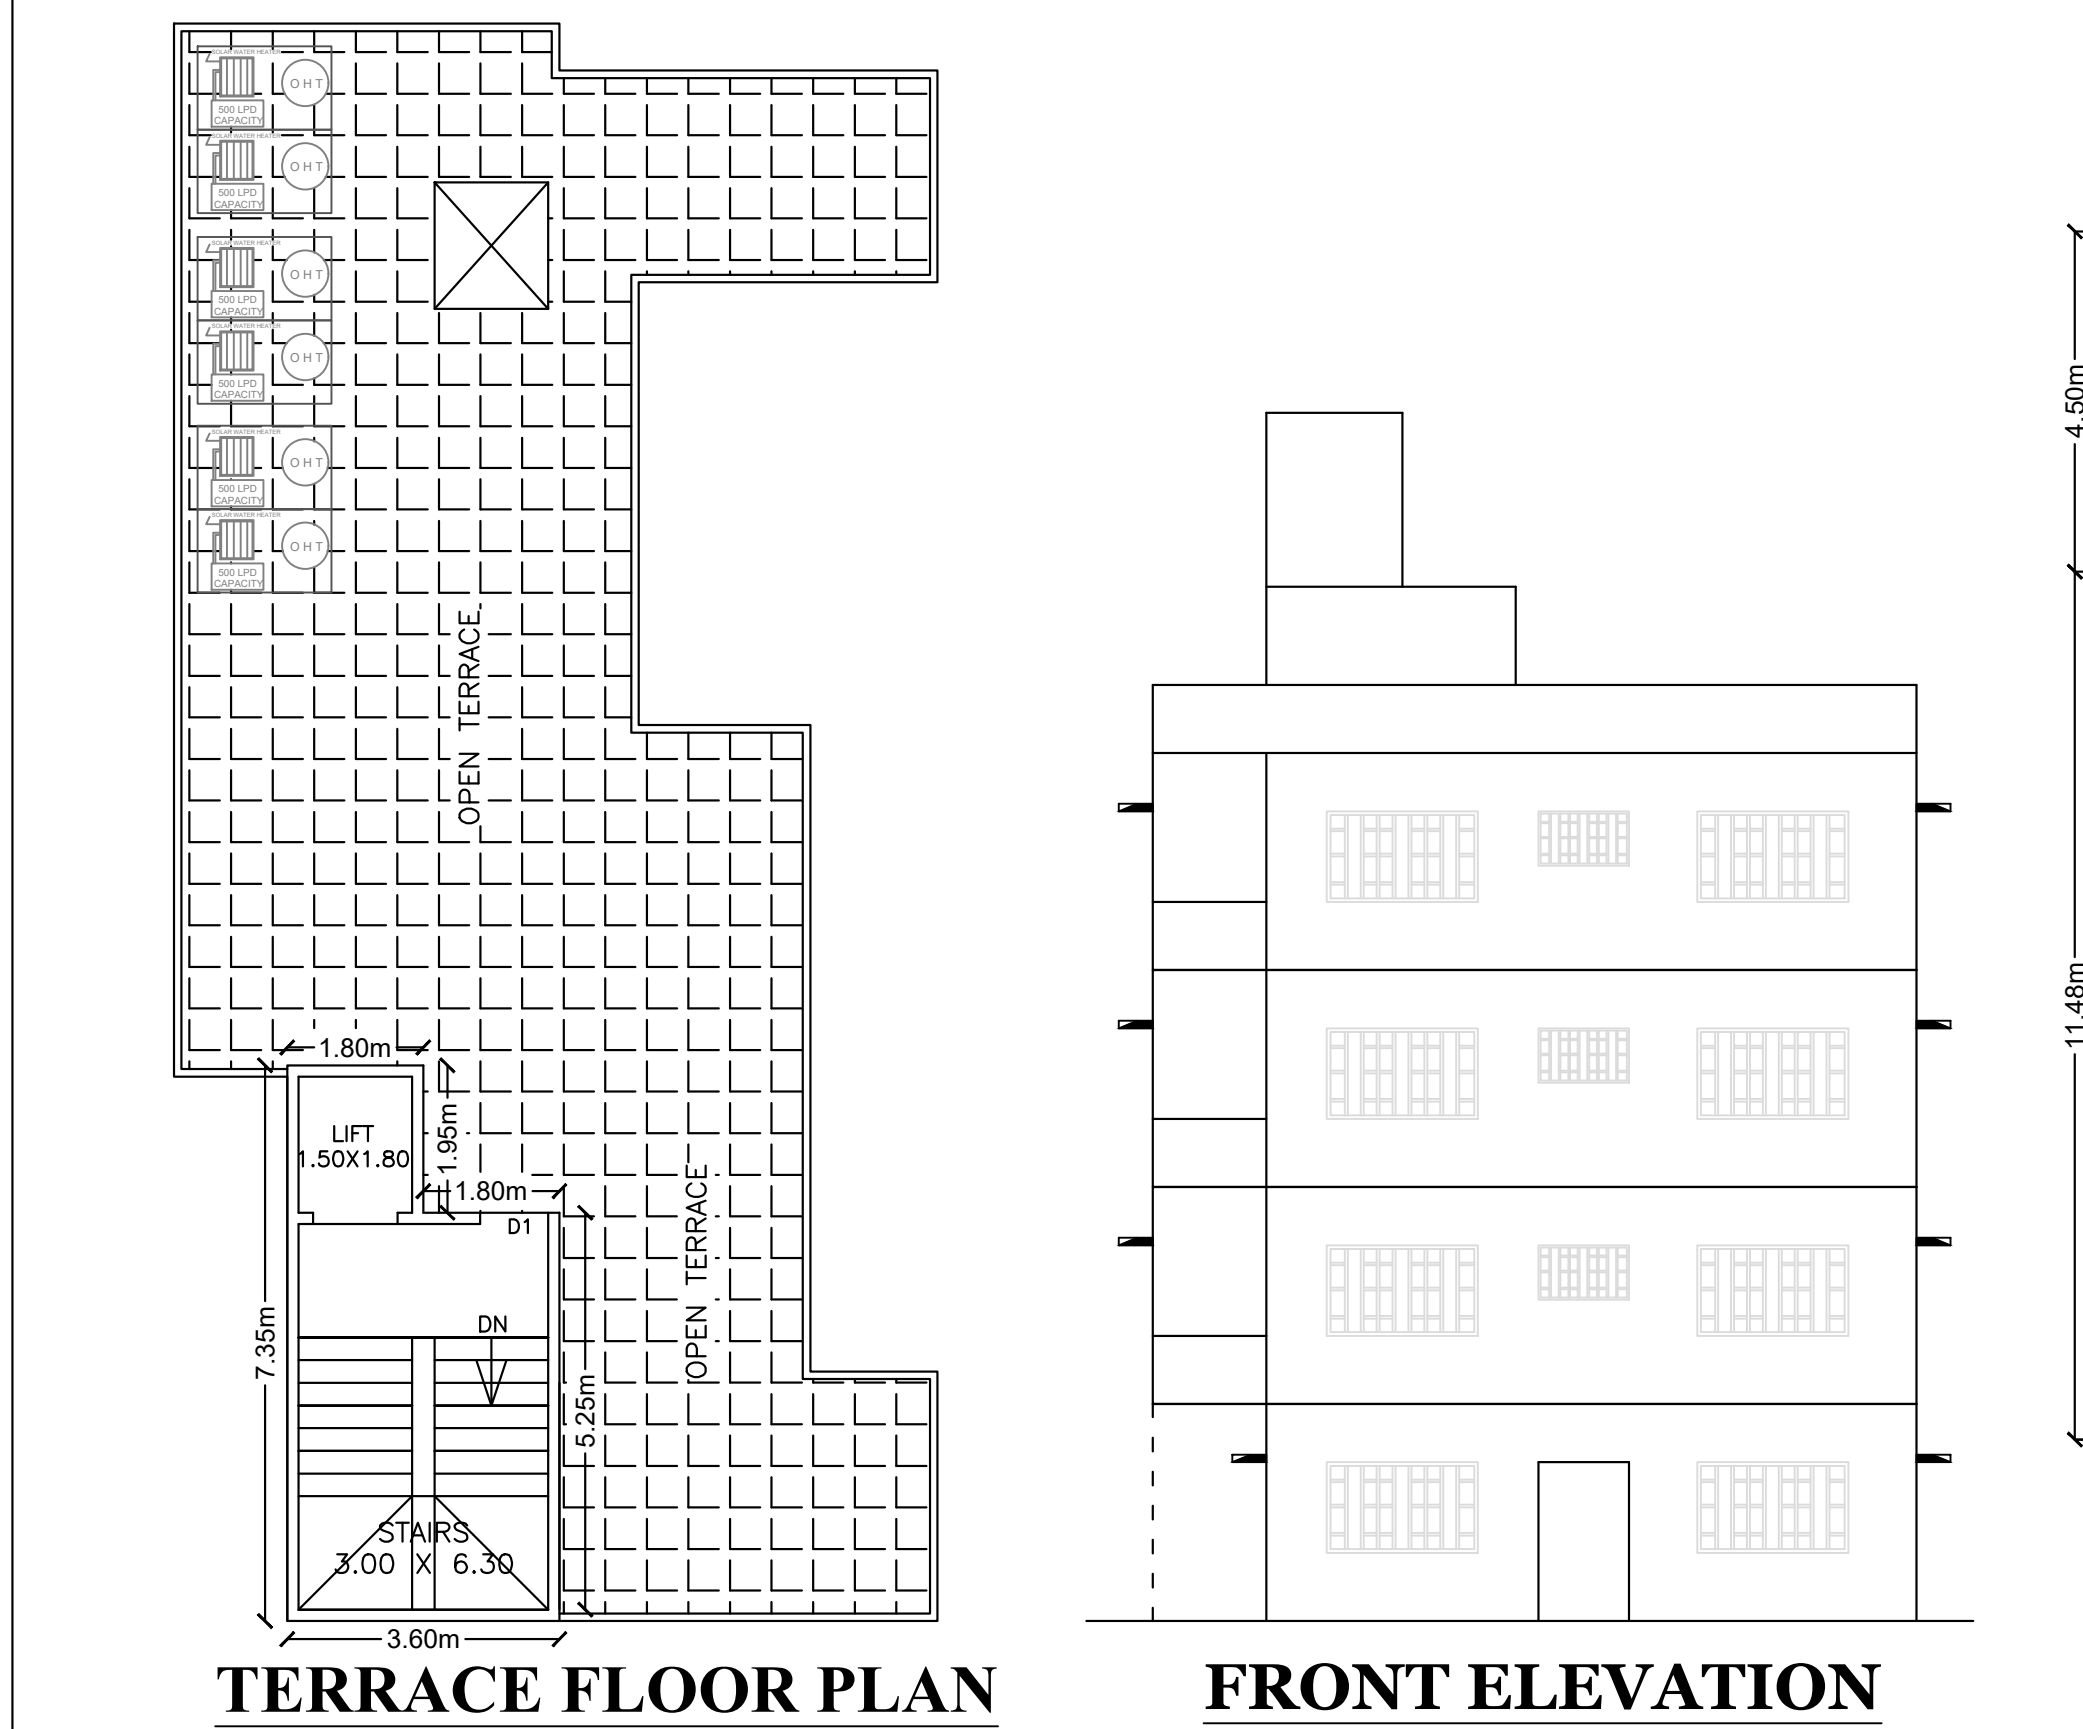 SOLAR WATER HEATER
OHT
500 LPD
CAPACITY
SOLAR WATER HEATER
OHT
500 LPD
CAPACITY
SOLAR WATER HEATER
OHT
500 LPD
CAPACITY
SOLAR WATER HEATER
OHT
500 LPD
CAPACITY
SOLAR WATER HEATER
OHT
500 LPD
CAPACITY
SOLAR WATER HEATER
OHT
500 LPD
CAPACITY
OPEN TERRACE
1.80m
LIFT
1.50X1.80
1.95m
1.80m
D1
OPEN TERRACE
7.35m
DN
5.25m
STAIRS
3.00 X 6.30
3.60m
TERRACE FLOOR PLAN
4.50m
11.48m
FRONT ELEVATION